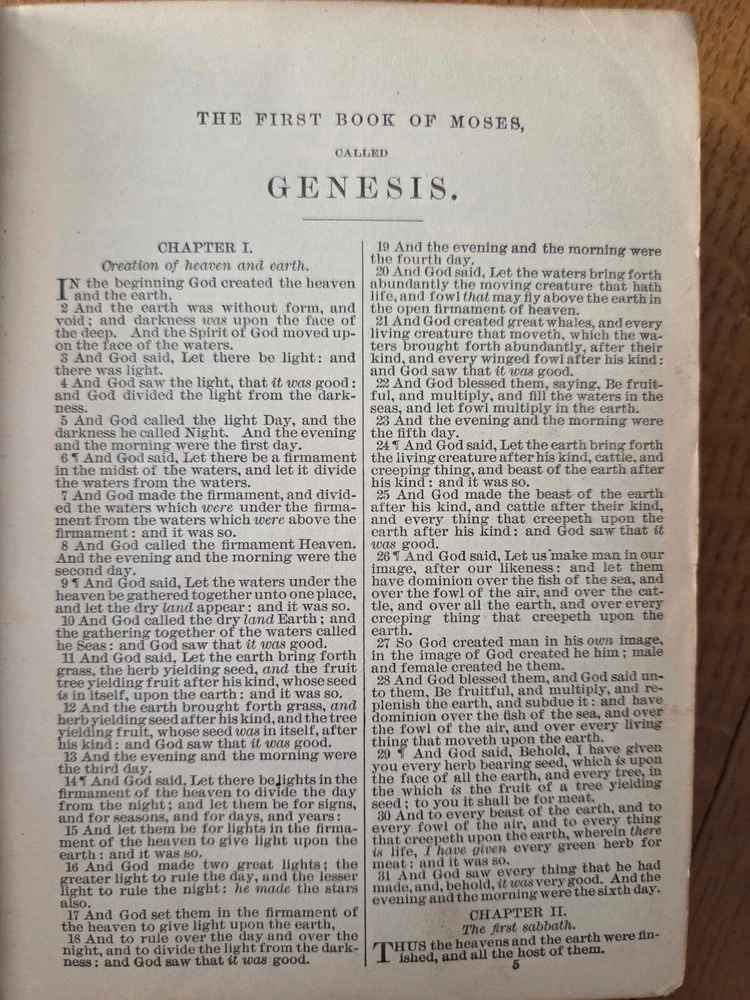 THE FIRST BOOK OF MOSES,
CALLED
GENESIS.
CHAPTER I.
Creation of heaven and earth.
IN the beginning God created the heaven
and the earth.
2 And the earth was without form, and
void; and darkness was upon the face of
the deep. And the Spirit of God moved up-
on the face of the waters.
3 And God said, Let there be light: and
there was light.
4 And God saw the light, that it was good:
and God divided the light from the dark-
ness.
5 And God called the light Day, and the
darkness he called Night. And the evening
and the morning were the first day.
6 ¶ And God said, Let there be a firmament
in the midst of the waters, and let it divide
the waters from the waters.
7 And God made the firmament, and divid-
ed the waters which were under the firma-
ment from the waters which were above the
firmament: and it was so.
8 And God called the firmament Heaven.
And the evening and the morning were the
second day.
9 ¶ And God said, Let the waters under the
heaven be gathered together unto one place,
and let the dry land appear: and it was so.
10 And God called the dry land Earth; and
the gathering together of the waters called
he Seas: and God saw that it was good.
11 And God said, Let the earth bring forth
grass, the herb yielding seed, and the fruit
tree yielding fruit after his kind, whose seed
is in itself, upon the earth: and it was so.
12 And the earth brought forth grass, and
herb yielding seed after his kind, and the tree
yielding fruit, whose seed was in itself, after
his kind: and God saw that it was good.
13 And the evening and the morning were
the third day.
14 ¶ And God said, Let there be lights in the
firmament of the heaven to divide the day
from the night; and let them be for signs,
and for seasons, and for days, and years:
15 And let them be for lights in the firma-
ment of the heaven to give light upon the
earth: and it was so.
16 And God made two great lights; the
greater light to rule the day, and the lesser
light to rule the night: he made the stars
also.
17 And God set them in the firmament of
the heaven to give light upon the earth,
18 And to rule over the day and over the
night, and to divide the light from the dark-
ness: and God saw that it was good.
19 And the evening and the morning were
the fourth day.
20 And God said, Let the waters bring forth
abundantly the moving creature that hath
life, and fowl that may fly above the earth in
the open firmament of heaven.
21 And God created great whales, and every
living creature that moveth, which the wa-
ters brought forth abundantly, after their
kind, and every winged fowl after his kind:
and God saw that it was good.
22 And God blessed them, saying, Be fruit-
ful, and multiply, and fill the waters in the
seas, and let fowl multiply in the earth.
23 And the evening and the morning were
the fifth day.
24 ¶ And God said, Let the earth bring forth
the living creature after his kind, cattle, and
creeping thing, and beast of the earth after
his kind: and it was so.
25 And God made the beast of the earth
after his kind, and cattle after their kind,
and every thing that creepeth upon the
earth after his kind: and God saw that it
was good.
26 ¶ And God said, Let us make man in our
image, after our likeness: and let them
have dominion over the fish of the sea, and
over the fowl of the air, and over the cat-
tle, and over all the earth, and over every
creeping thing that creepeth upon the
earth.
27 So God created man in his own image,
in the image of God created he him; male
and female created he them.
28 And God blessed them, and God said un-
to them, Be fruitful, and multiply, and re-
plenish the earth, and subdue it: and have
dominion over the fish of the sea, and over
the fowl of the air, and over every living
thing that moveth upon the earth.
29 ¶ And God said, Behold, I have given
you every herb bearing seed, which is upon
the face of all the earth, and every tree, in
the which is the fruit of a tree yielding
seed; to you it shall be for meat.
30 And to every beast of the earth, and to
every fowl of the air, and to every thing
that creepeth upon the earth, wherein there
is life, I have given every green herb for
meat: and it was so.
31 And God saw every thing that he had
made, and, behold, it was very good. And the
evening and the morning were the sixth day.
CHAPTER II.
The first sabbath.
THUS the heavens and the earth were fin-
ished, and all the host of them.
5